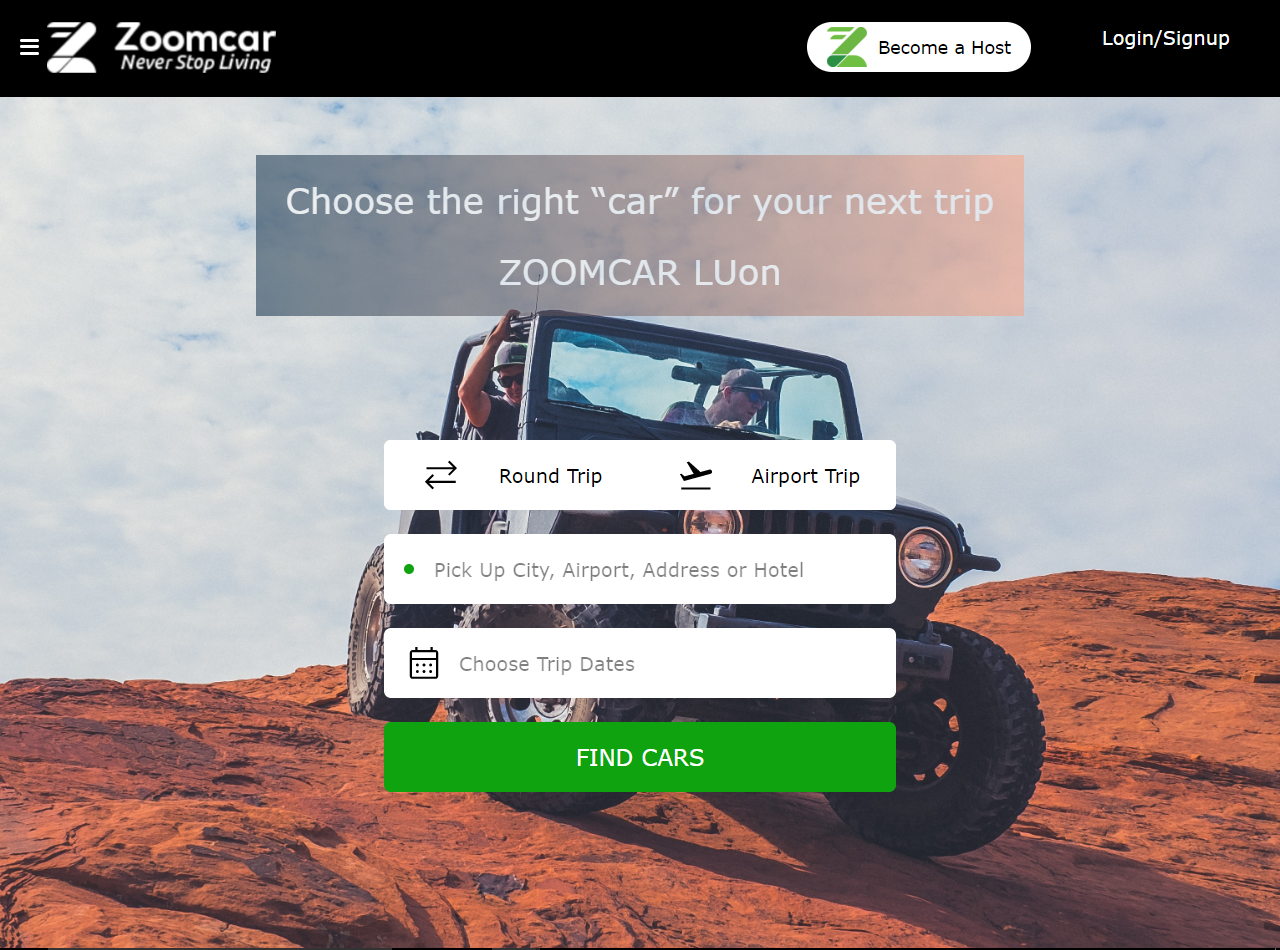 Zoomcar
Never Stop Living
Become a Host
Login/Signup
Choose the right “car” for your next trip
ZOOMCAR LUon
Round Trip
Airport Trip
Pick Up City, Airport, Address or Hotel
Choose Trip Dates
FIND CARS